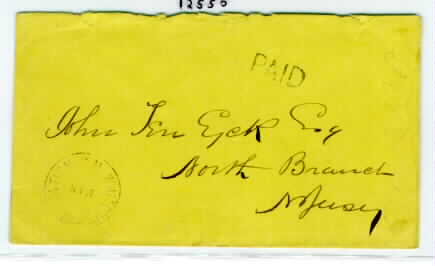 12550
PAID
John Ten Eyck Esq
North Branch
N Jersey